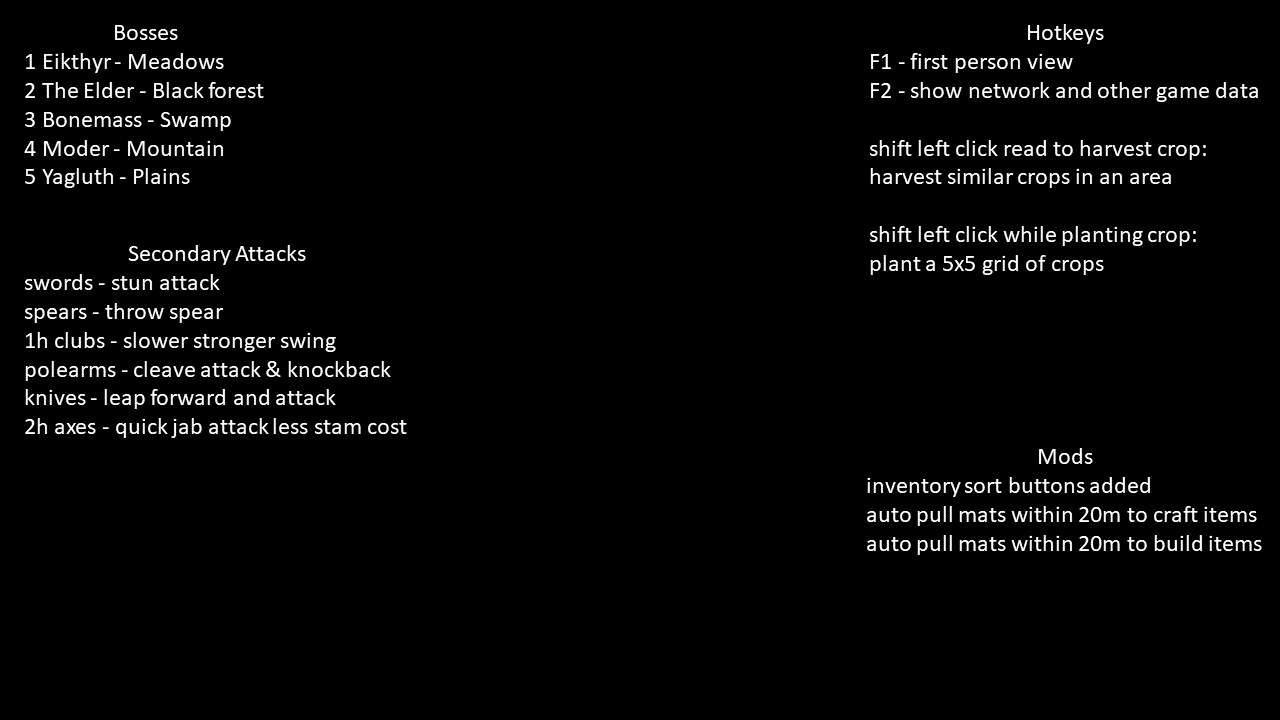 Bosses
1 Eikthyr - Meadows
2 The Elder - Black forest
3 Bonemass - Swamp
4 Moder - Mountain
5 Yagluth - Plains
Secondary Attacks
swords - stun attack
spears - throw spear
1h clubs - slower stronger swing
polearms - cleave attack & knockback
knives - leap forward and attack
2h axes - quick jab attack less stam cost
Hotkeys
F1 - first person view
F2 - show network and other game data
shift left click read to harvest crop:
harvest similar crops in an area
shift left click while planting crop:
plant a 5x5 grid of crops
Mods
inventory sort buttons added
auto pull mats within 20m to craft items
auto pull mats within 20m to build items